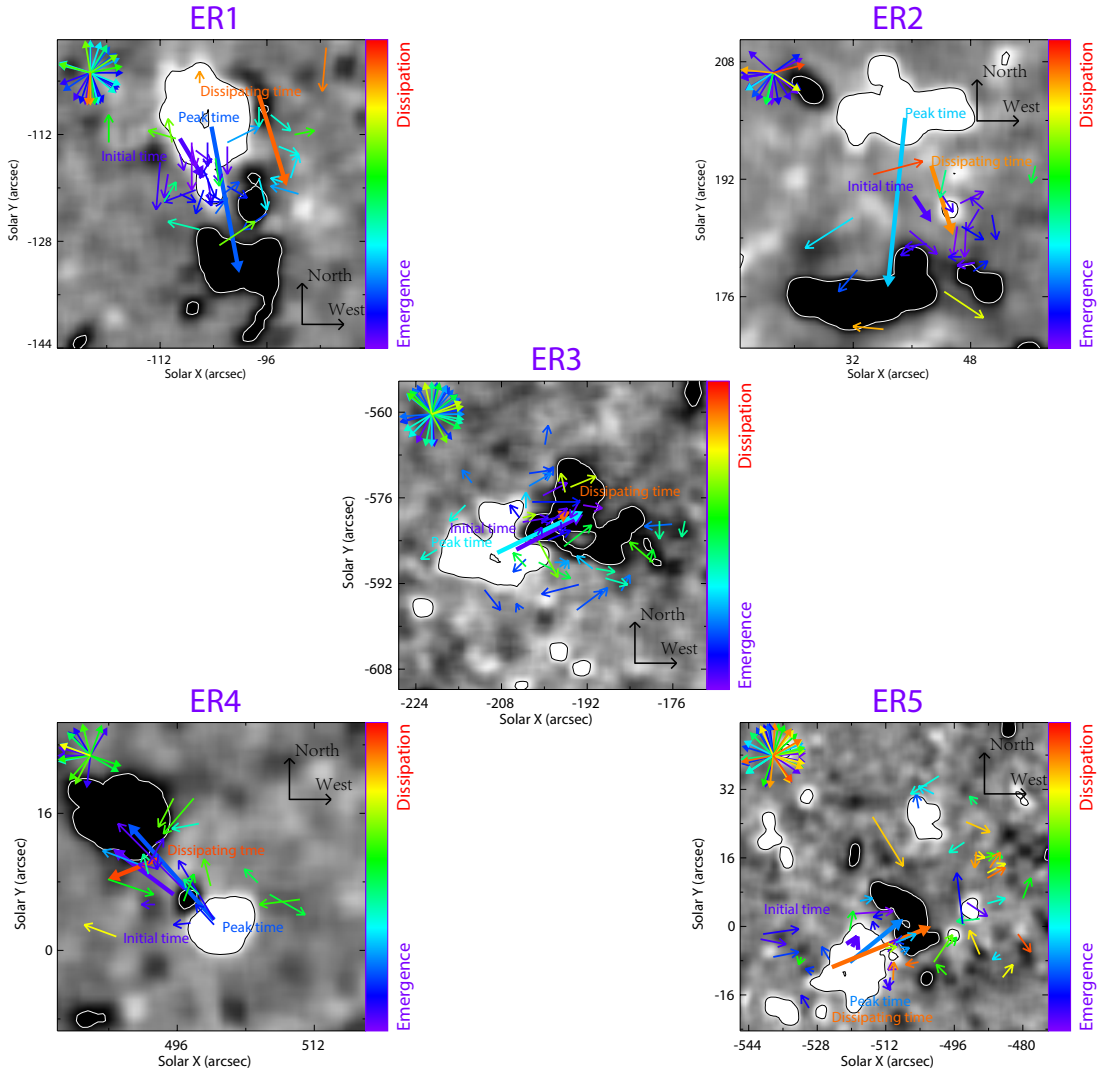 ER1
Dissipation
Emergence
-112
-128
-144
Solar Y (arcsec)
-112
-96
Solar X (arcsec)
Dissipating time
Peak time
Initial time
North
West
ER2
Dissipation
Emergence
208
192
176
Solar Y (arcsec)
32
48
Solar X (arcsec)
North
West
Peak time
Dissipating time
Initial time
ER3
Dissipation
Emergence
-560
-576
-592
-608
Solar Y (arcsec)
-224
-208
-192
-176
Solar X (arcsec)
Dissipating time
Initial time
Peak time
North
West
ER4
Dissipation
Emergence
16
0
Solar Y (arcsec)
496
512
Solar X (arcsec)
North
West
Dissipating time
Peak time
Initial time
ER5
Dissipation
Emergence
32
16
0
-16
Solar Y (arcsec)
-544
-528
-512
-496
-480
Solar X (arcsec)
North
West
Initial time
Peak time
Dissipating time